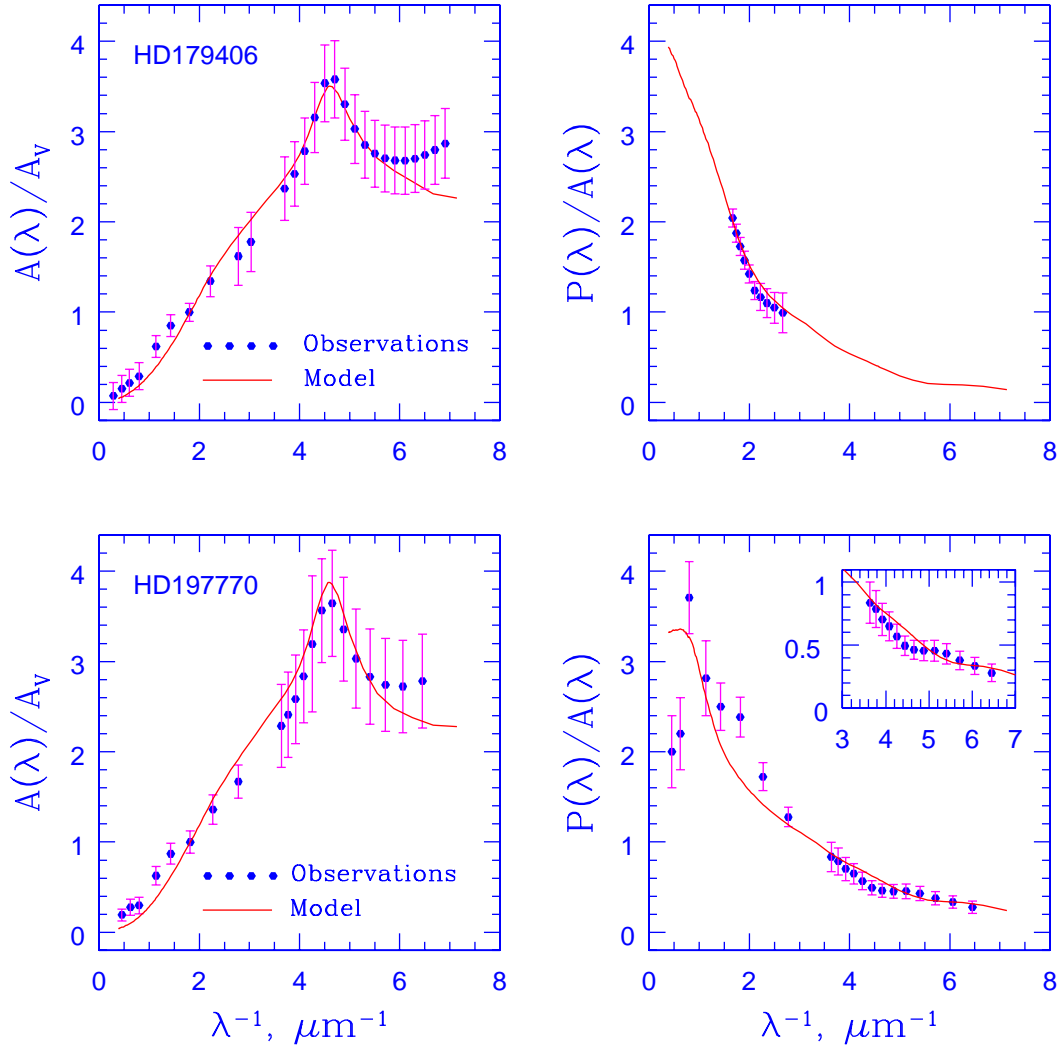 4
3
2
1
0
A(λ)/A_V
HD179406
Observations
Model
0 2 4 6 8
4
3
2
1
0
P(λ)/A(λ)
0 2 4 6 8
4
3
2
1
0
A(λ)/A_V
HD197770
Observations
Model
0 2 4 6 8
λ⁻¹, μm⁻¹
4
3
2
1
0
P(λ)/A(λ)
1
0.5
0
3 4 5 6 7
0 2 4 6 8
λ⁻¹, μm⁻¹